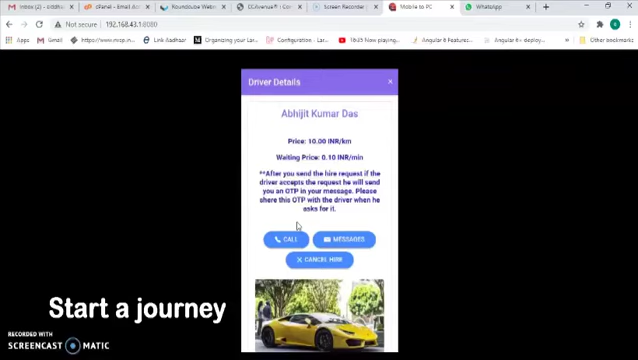 Inbox (2) - siddha
cPanel - Email Ad
Roundcube Webm
CCAvenue
Screen Recorder
Mobile to PC
WhatsApp
Not secure
192.168.43.1:8080
Apps
Gmail
Link Aadhaar
Organizing your Lar
Configuration - Larg
Now playing
Angular 8 Features...
Angular 8+ deploy...
Other bookmarks
Driver Details
×
Abhijit Kumar Das
Price: 10.00 INR/km
Waiting Price: 0.10 INR/min
**After you send the hire request if the
driver accepts the request he will send
you an OTP in your message. Please
share this OTP with the driver when he
asks for it.
CALL
MESSAGES
CANCEL HIRE
Start a journey
RECORDED WITH
SCREENCAST MATIC